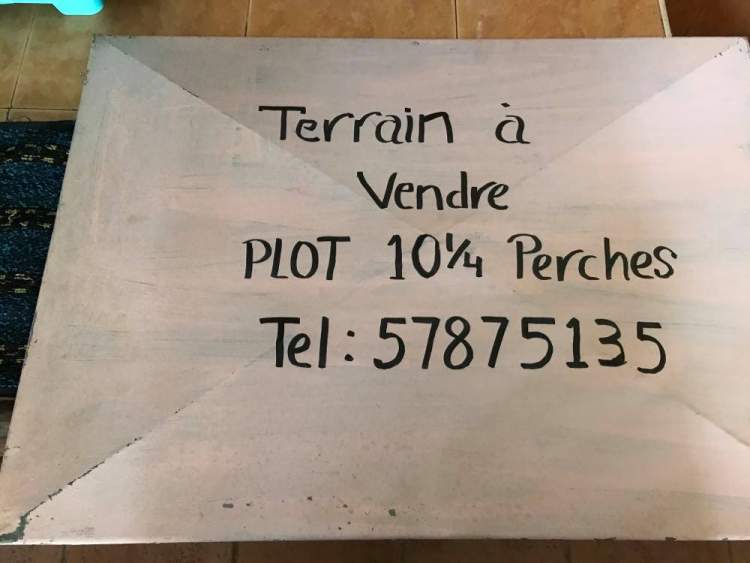 Terrain à
Vendre
PLOT 10¼ Perches
Tel: 57875135